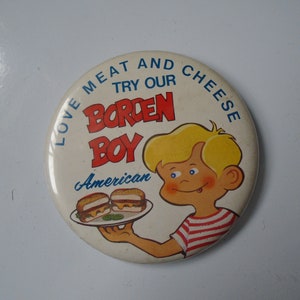 LOVE MEAT AND CHEESE
TRY OUR
BORDEN
BOY
American